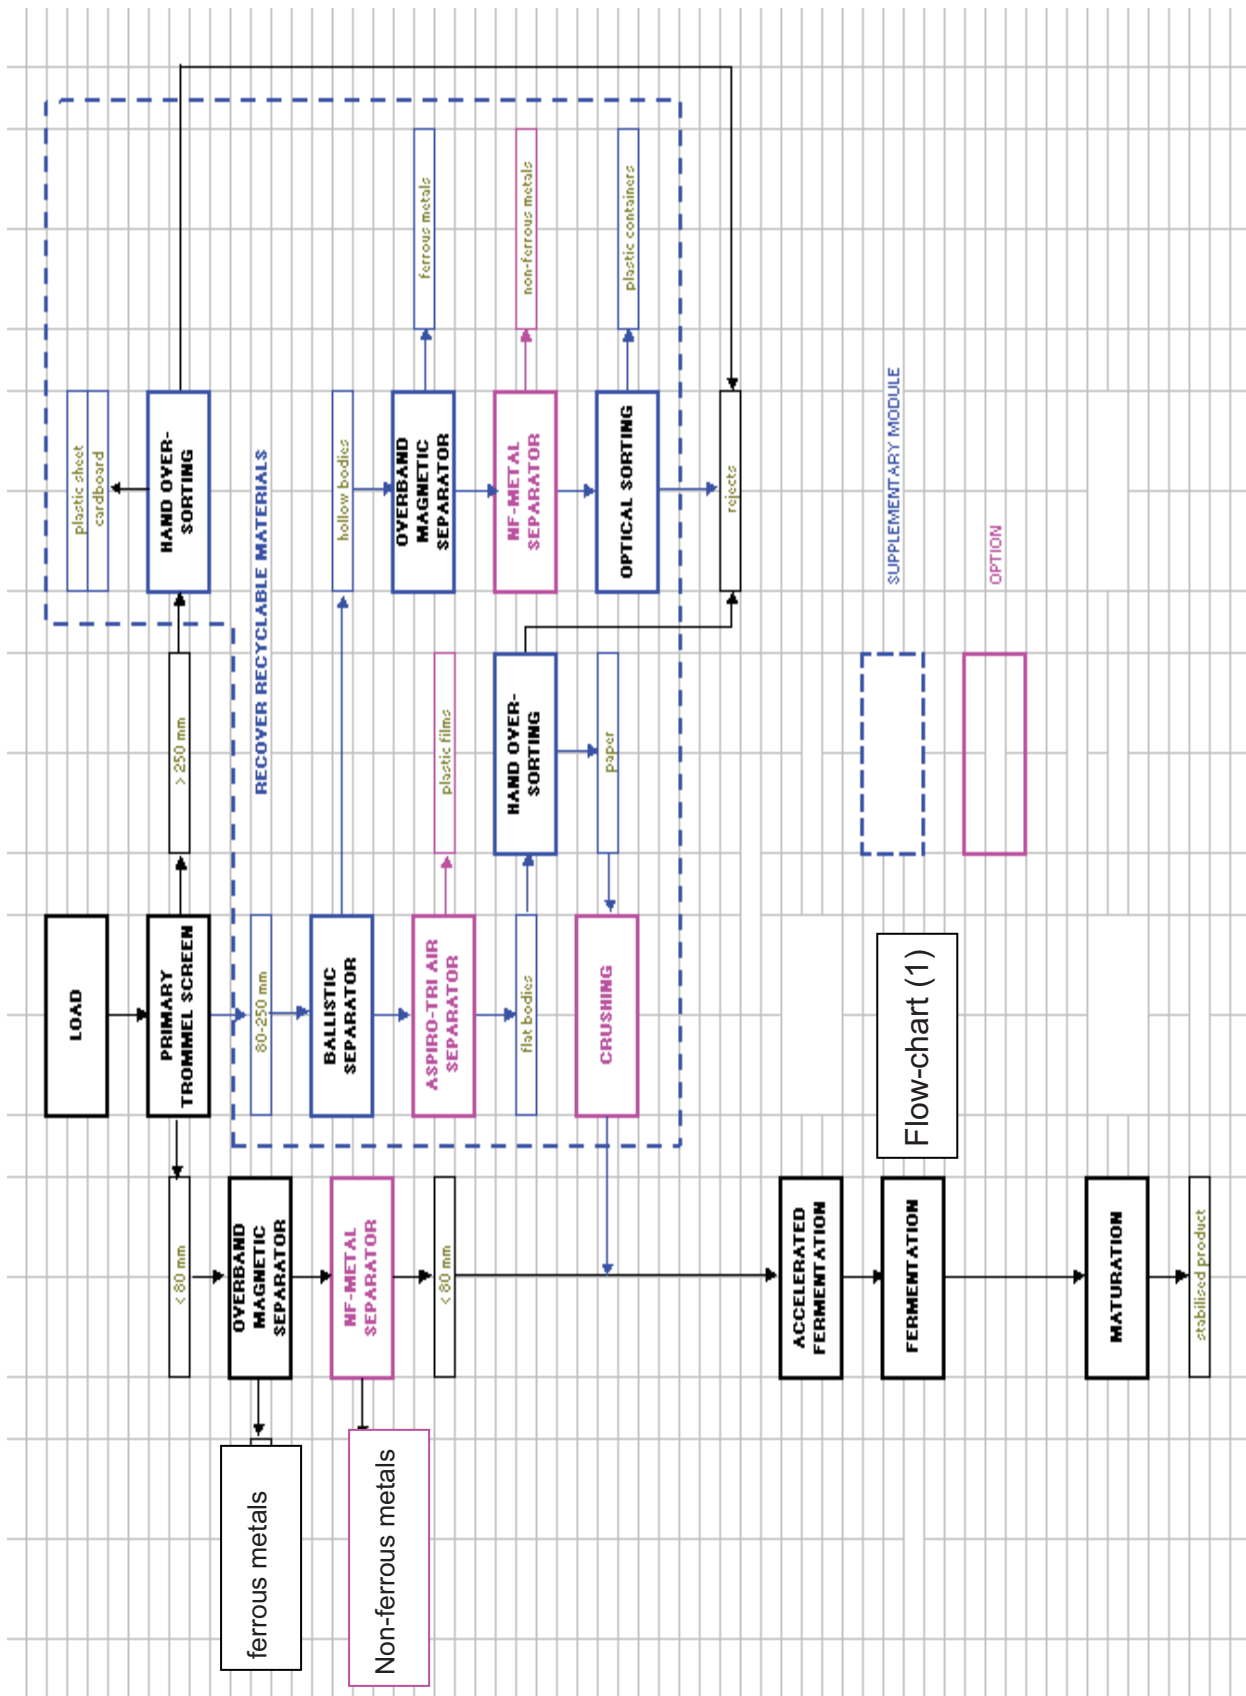 LOAD
PRIMARY
TROMMEL SCREEN
> 250 mm
HAND OVER-
SORTING
plastic sheet
cardboard
< 80 mm
80-250 mm
RECOVER RECYCLABLE MATERIALS
OVERBAND
MAGNETIC
SEPARATOR
ferrous metals
BALLISTIC
SEPARATOR
hollow bodies
NF-METAL
SEPARATOR
Non-ferrous metals
OVERBAND
MAGNETIC
SEPARATOR
ferrous metals
< 80 mm
ASPIRO-TRI AIR
SEPARATOR
plastic films
NF-METAL
SEPARATOR
non-ferrous metals
flat bodies
HAND OVER-
SORTING
paper
OPTICAL SORTING
plastic containers
CRUSHING
rejects
ACCELERATED
FERMENTATION
FERMENTATION
SUPPLEMENTARY MODULE
OPTION
Flow-chart (1)
MATURATION
stabilised product